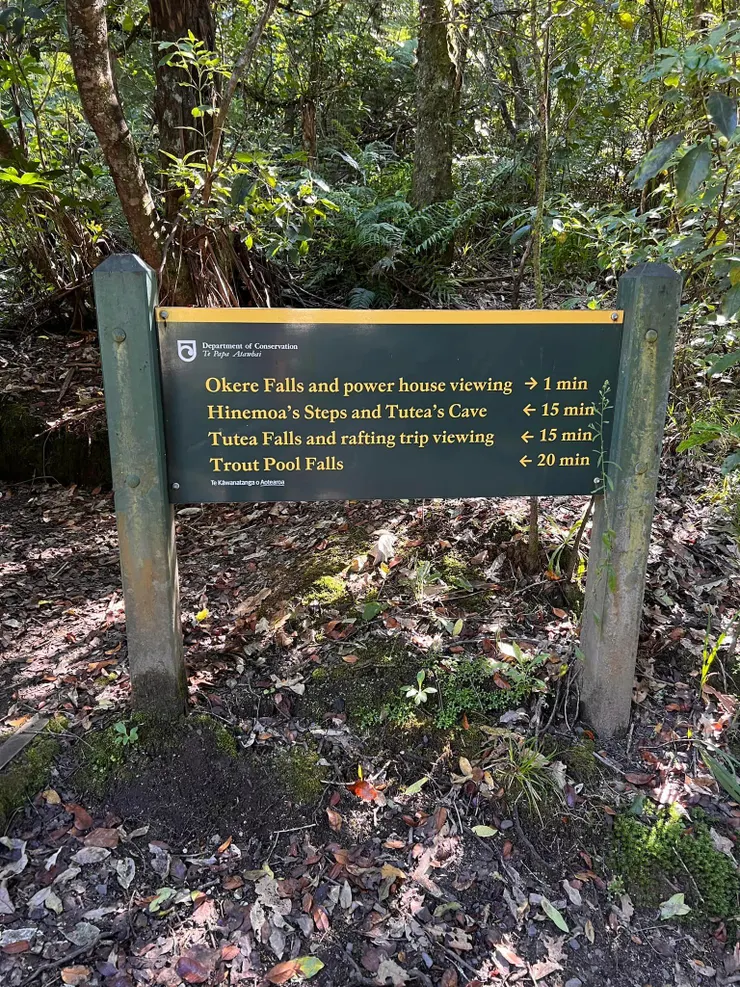 Department of Conservation
Te Papa Atawhai
Okere Falls and power house viewing → 1 min
Hinemoa's Steps and Tutea's Cave ← 15 min
Tutea Falls and rafting trip viewing ← 15 min
Trout Pool Falls ← 20 min
Te Kāwanatanga o Aotearoa